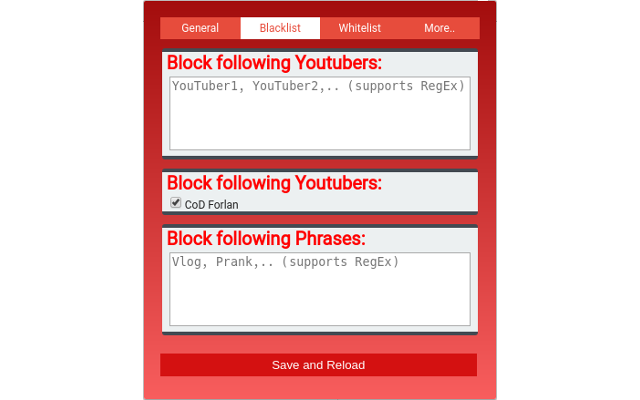 General Blacklist Whitelist More..
Block following Youtubers:
YouTuber1, YouTuber2,.. (supports RegEx)
Block following Youtubers:
CoD Forlan
Block following Phrases:
Vlog, Prank,.. (supports RegEx)
Save and Reload